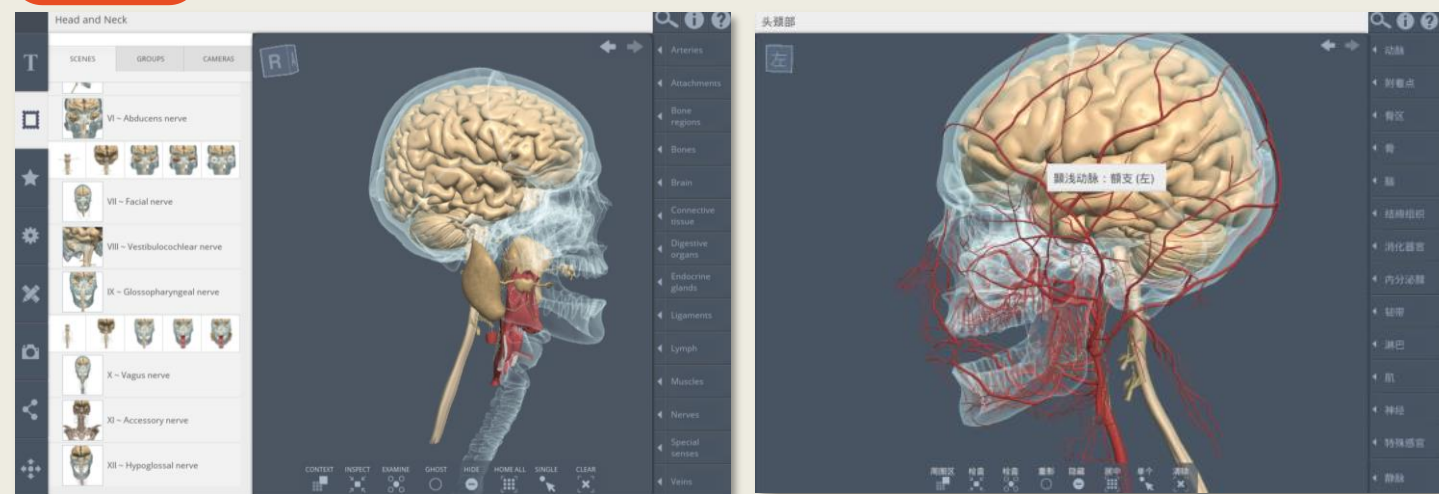 Head and Neck
T
SCENES GROUPS CAMERAS
VI ~ Abducens nerve
VII ~ Facial nerve
VIII ~ Vestibulocochlear nerve
IX ~ Glossopharyngeal nerve
X ~ Vagus nerve
XI ~ Accessory nerve
XII ~ Hypoglossal nerve
R
CONTEXT INSPECT EXAMINE GHOST HIDE HOME ALL SINGLE CLEAR
Arteries
Attachments
Bone
regions
Bones
Brain
Connective
tissue
Digestive
organs
Endocrine
glands
Ligaments
Lymph
Muscles
Nerves
Special
senses
Veins
头颈部
左
颞浅动脉：额支 (左)
周围区 检查 检查 重影 隐藏 居中 单个 清除
动脉
附着点
骨区
骨
脑
结缔组织
消化器官
内分泌腺
韧带
淋巴
肌
神经
特殊感官
静脉